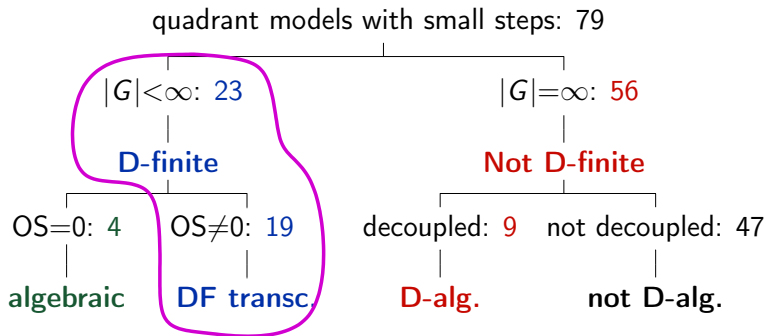 quadrant models with small steps: 79
|G|<∞: 23
|G|=∞: 56
D-finite
Not D-finite
OS=0: 4
OS≠0: 19
decoupled: 9
not decoupled: 47
algebraic
DF transc.
D-alg.
not D-alg.